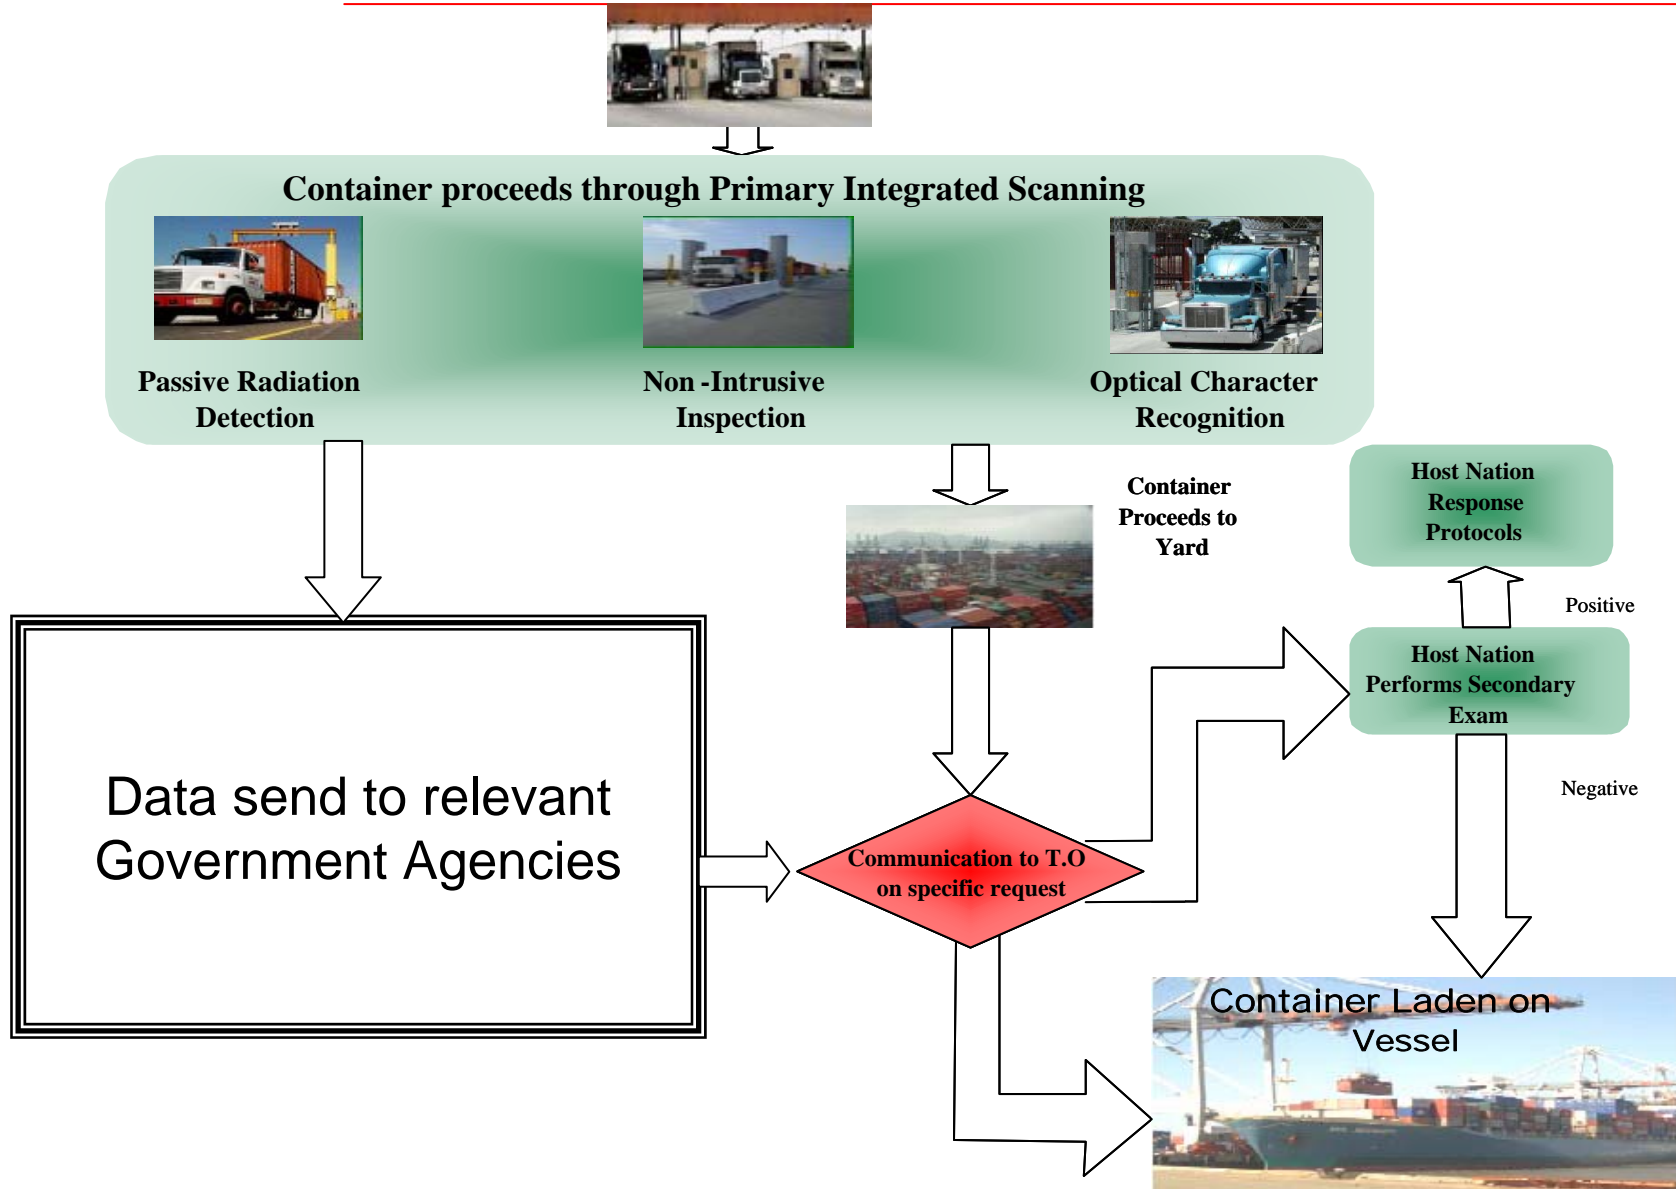 Container proceeds through Primary Integrated Scanning
Passive Radiation
Detection
Non -Intrusive
Inspection
Optical Character
Recognition
Container
Proceeds to
Yard
Host Nation
Response
Protocols
Positive
Host Nation
Performs Secondary
Exam
Negative
Data send to relevant
Government Agencies
Communication to T.O
on specific request
Container Laden on
Vessel